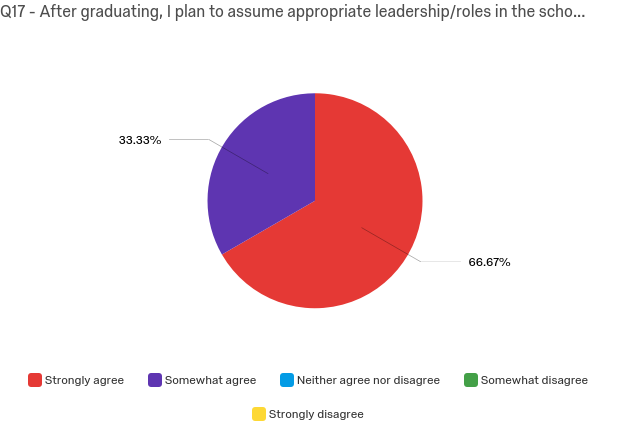 Q17 - After graduating, I plan to assume appropriate leadership/roles in the scho...
33.33%
66.67%
Strongly agree Somewhat agree Neither agree nor disagree Somewhat disagree
Strongly disagree